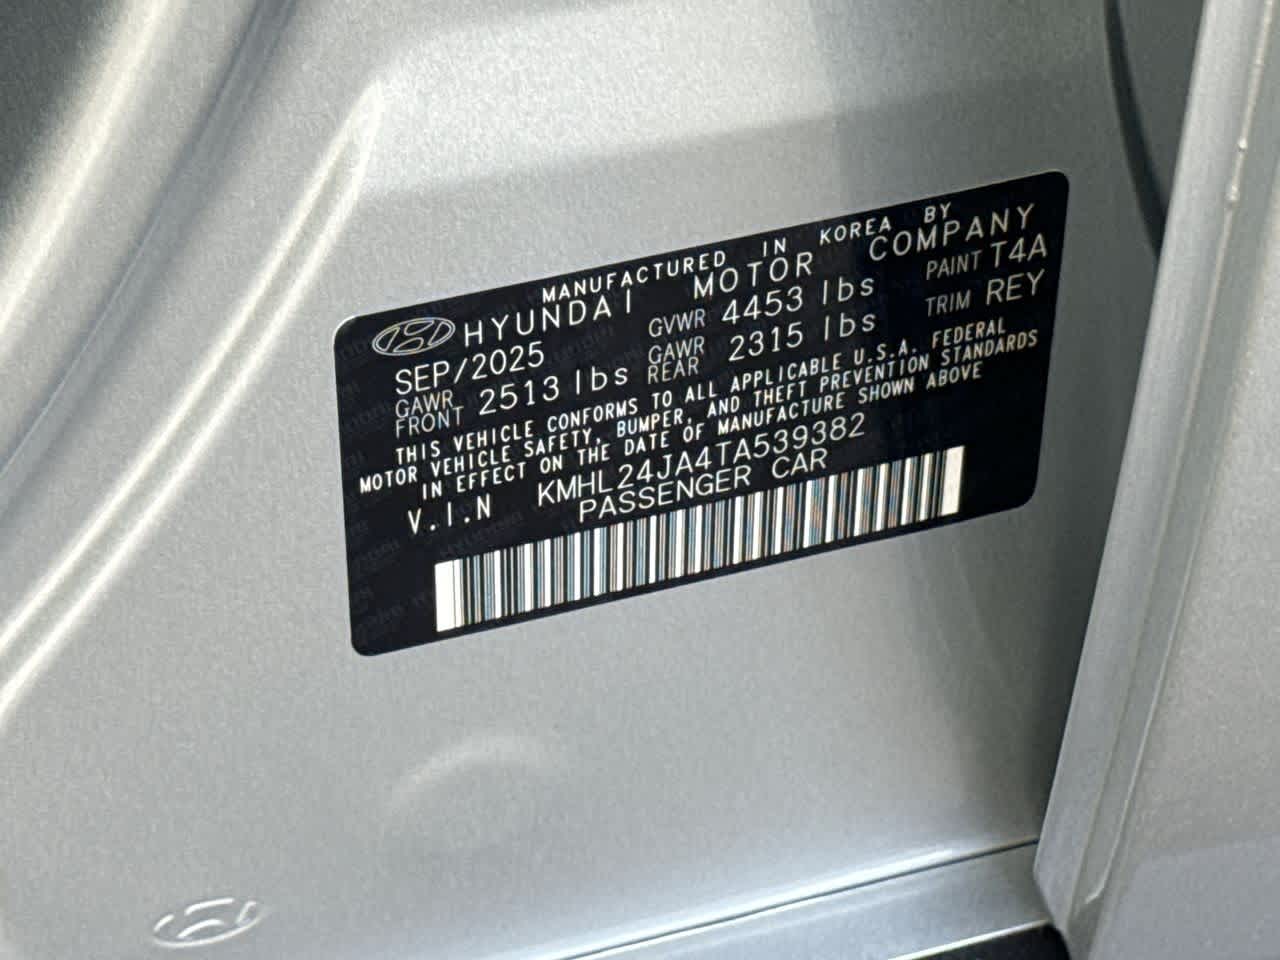 MANUFACTURED IN KOREA BY
HYUNDAI MOTOR COMPANY
SEP/2025 GVWR 4453 lbs PAINT T4A
GAWR FRONT 2513 lbs GAWR REAR 2315 lbs TRIM REY
THIS VEHICLE CONFORMS TO ALL APPLICABLE U.S.A. FEDERAL
MOTOR VEHICLE SAFETY, BUMPER, AND THEFT PREVENTION STANDARDS
IN EFFECT ON THE DATE OF MANUFACTURE SHOWN ABOVE
V.I.N KMHL24JA4TA539382
PASSENGER CAR